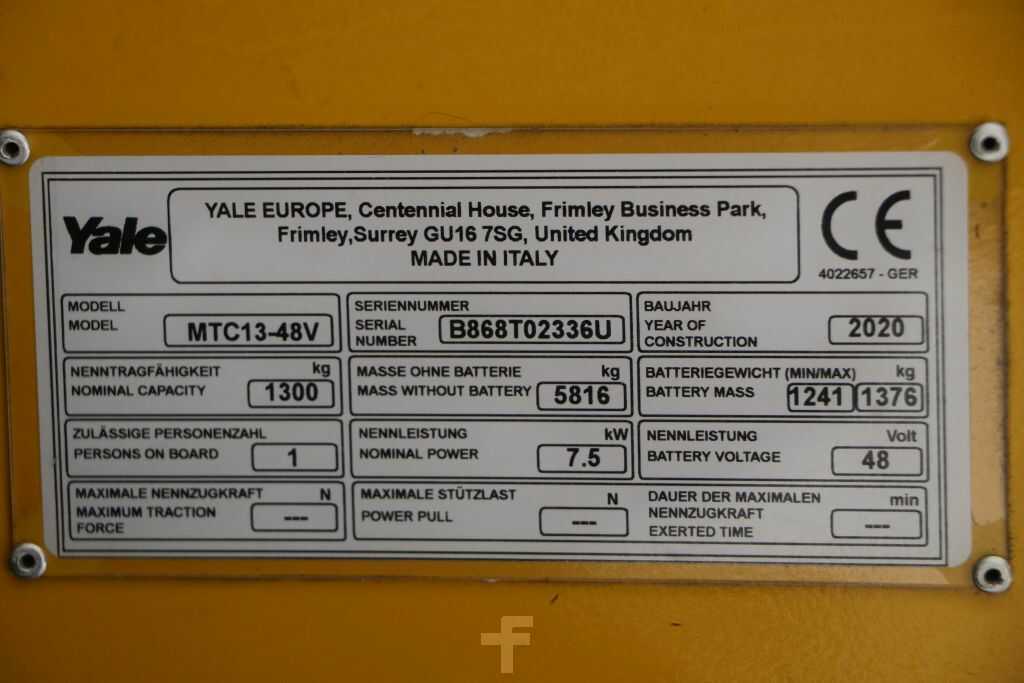 Yale
YALE EUROPE, Centennial House, Frimley Business Park,
Frimley,Surrey GU16 7SG, United Kingdom
MADE IN ITALY
CE
4022657 - GER
MODELL
MODEL
MTC13-48V
SERIENNUMMER
SERIAL
NUMBER
B868T02336U
BAUJAHR
YEAR OF
CONSTRUCTION
2020
NENNTRAGFÄHIGKEIT kg
NOMINAL CAPACITY 1300
MASSE OHNE BATTERIE kg
MASS WITHOUT BATTERY 5816
BATTERIEGEWICHT (MIN/MAX) kg
BATTERY MASS 1241 1376
ZULÄSSIGE PERSONENZAHL
PERSONS ON BOARD 1
NENNLEISTUNG kW
NOMINAL POWER 7.5
NENNLEISTUNG Volt
BATTERY VOLTAGE 48
MAXIMALE NENNZUGKRAFT N
MAXIMUM TRACTION
FORCE
---
MAXIMALE STÜTZLAST N
POWER PULL ---
DAUER DER MAXIMALEN min
NENNZUGKRAFT
EXERTED TIME ---